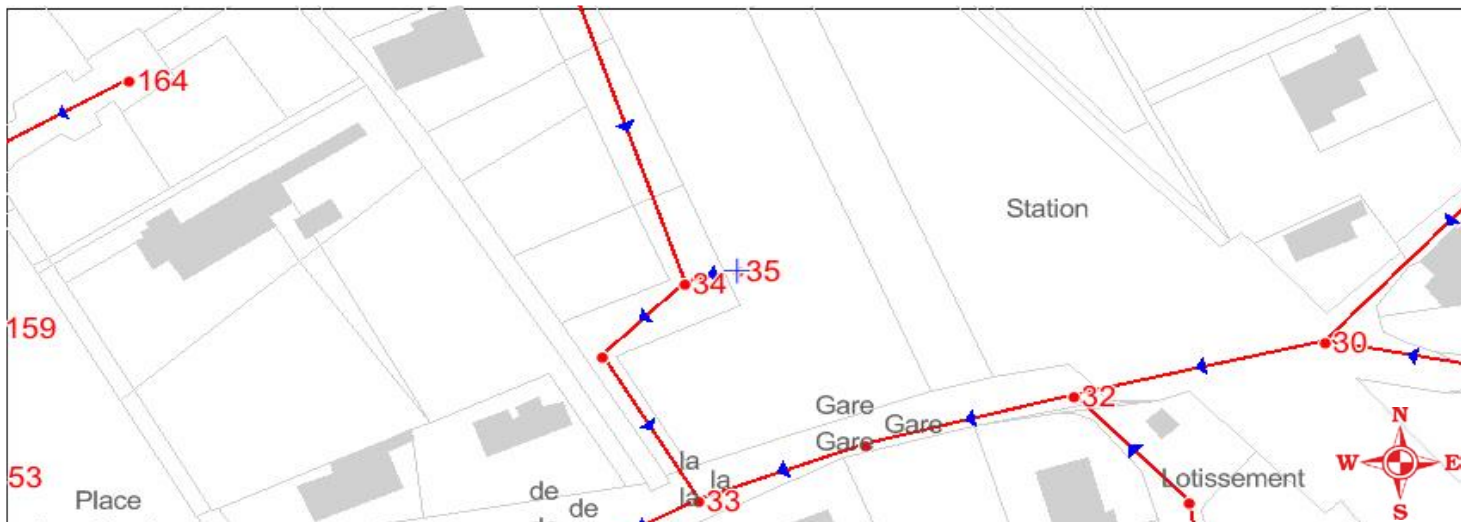 164
Station
34
35
159
30
32
Gare
Gare
Gare
N
W E
S
la
53
la
Lotissement
Place
de
la
33
de